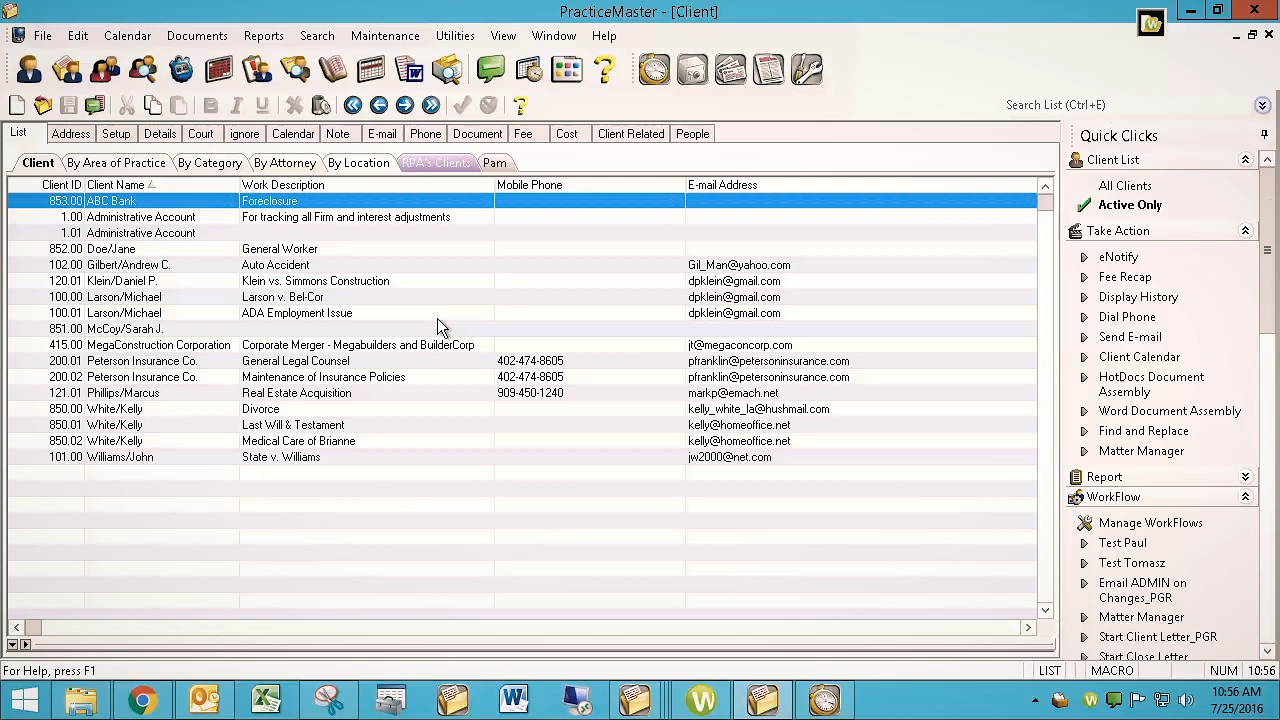 PracticeMaster - [Client]
File Edit Calendar Documents Reports Search Maintenance Utilities View Window Help
Search List (Ctrl+E)
List Address Setup Details Court ignore Calendar Note E-mail Phone Document Fee Cost Client Related People
Client By Area of Practice By Category By Attorney By Location RPA's Clients Pam
Client ID Client Name Work Description Mobile Phone E-mail Address
853.00 ABC Bank Foreclosure
1.00 Administrative Account For tracking all Firm and interest adjustments
1.01 Administrative Account
852.00 Doe/Jane General Worker
102.00 Gilbert/Andrew C. Auto Accident Gil_Man@yahoo.com
120.01 Klein/Daniel P. Klein vs. Simmons Construction dpklein@gmail.com
100.00 Larson/Michael Larson v. Bel-Cor dpklein@gmail.com
100.01 Larson/Michael ADA Employment Issue dpklein@gmail.com
851.00 McCoy/Sarah J.
415.00 MegaConstruction Corporation Corporate Merger - Megabuilders and BuilderCorp jt@megaconcorp.com
200.01 Peterson Insurance Co. General Legal Counsel 402-474-8605 pfranklin@petersoninsurance.com
200.02 Peterson Insurance Co. Maintenance of Insurance Policies 402-474-8605 pfranklin@petersoninsurance.com
121.01 Phillips/Marcus Real Estate Acquisition 909-450-1240 markp@emach.net
850.00 White/Kelly Divorce kelly_white_la@hushmail.com
850.01 White/Kelly Last Will & Testament kelly@homeoffice.net
850.02 White/Kelly Medical Care of Brianne kelly@homeoffice.net
101.00 Williams/John State v. Williams jw2000@net.com
Quick Clicks
Client List
All Clients
Active Only
Take Action
eNotify
Fee Recap
Display History
Dial Phone
Send E-mail
Client Calendar
HotDocs Document
Assembly
Word Document Assembly
Find and Replace
Matter Manager
Report
WorkFlow
Manage WorkFlows
Test Paul
Test Tomasz
Email ADMIN on
Changes_PGR
Matter Manager
Start Client Letter_PGR
Start Close Letter
For Help, press F1
LIST MACRO NUM 10:56
10:56 AM
7/25/2016